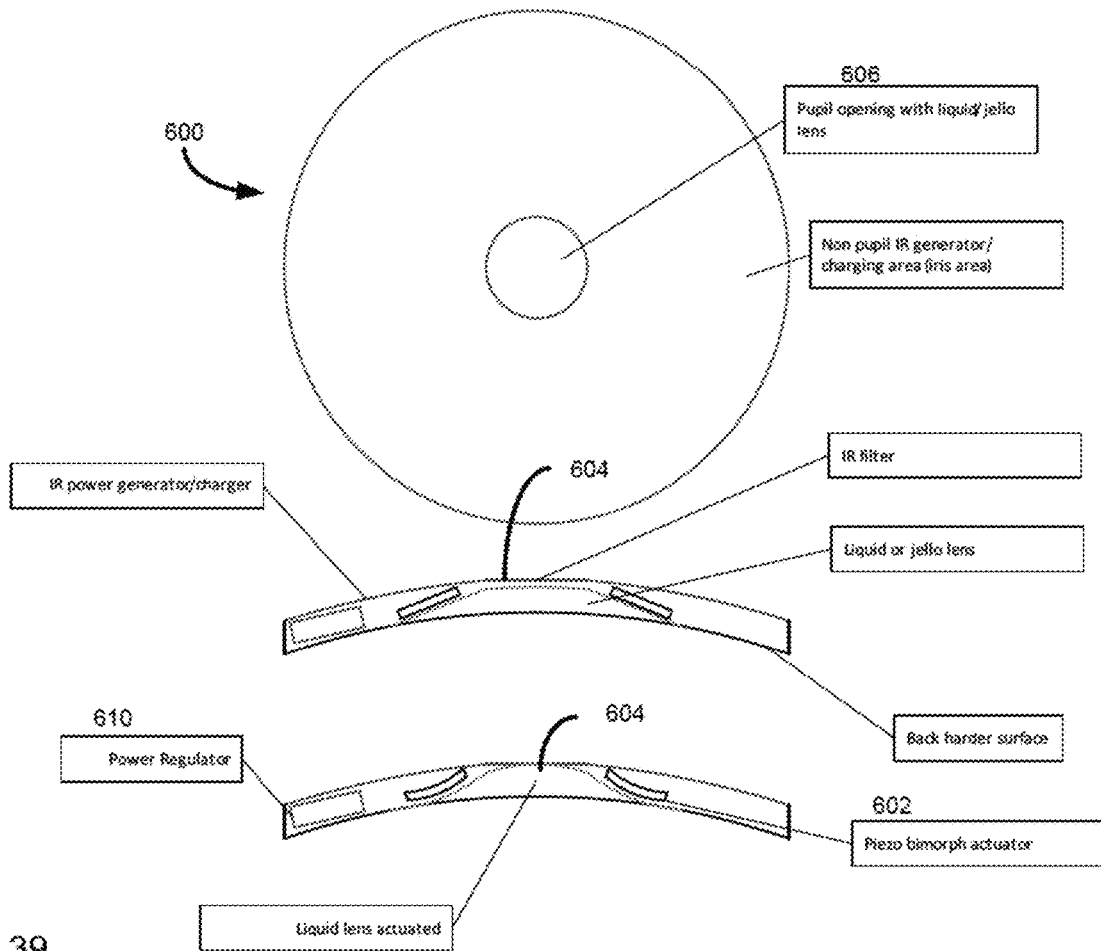 606
Pupil opening with liquid/jello
lens
600
Non pupil IR generator/
charging area (iris area)
604
IR filter
IR power generator/charger
Liquid or jello lens
604
610
Back harder surface
Power Regulator
602
Piezo bimorph actuator
Liquid lens actuated
39